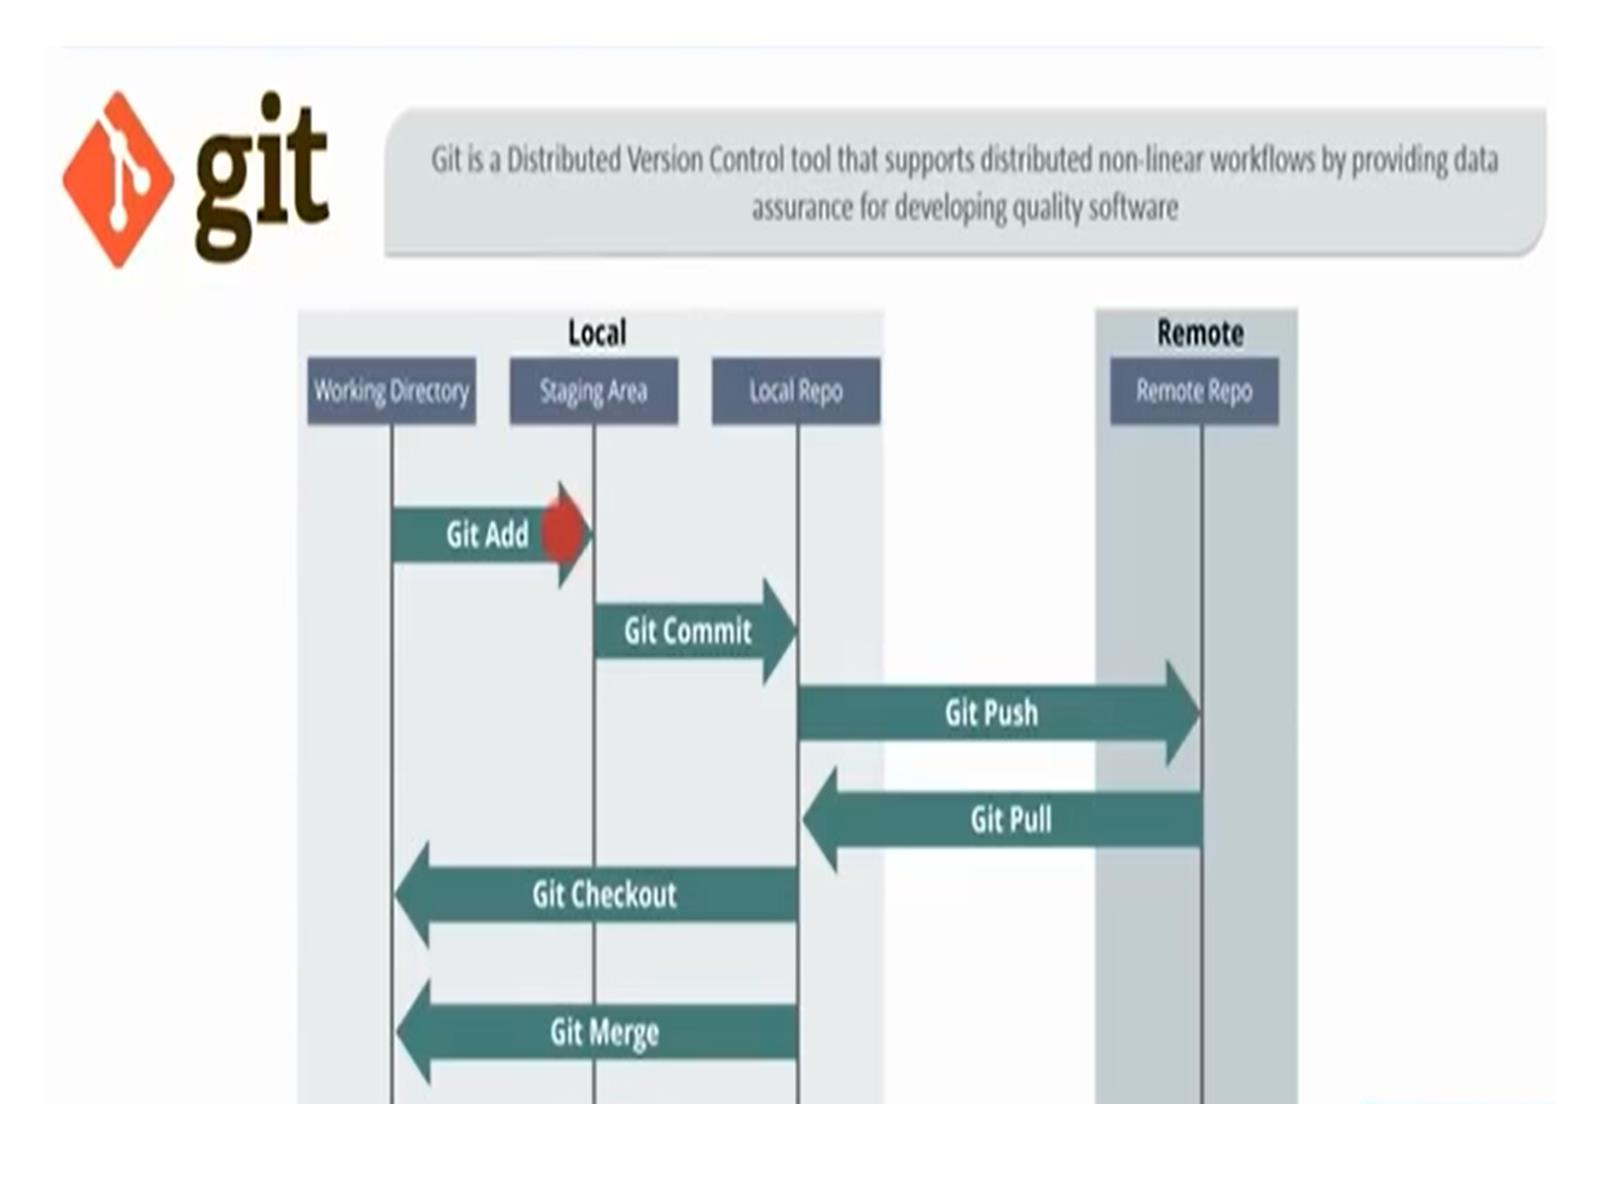 git
Git is a Distributed Version Control tool that supports distributed non-linear workflows by providing data
assurance for developing quality software
Local
Remote
Working Directory
Staging Area
Local Repo
Remote Repo
Git Add
Git Commit
Git Push
Git Pull
Git Checkout
Git Merge